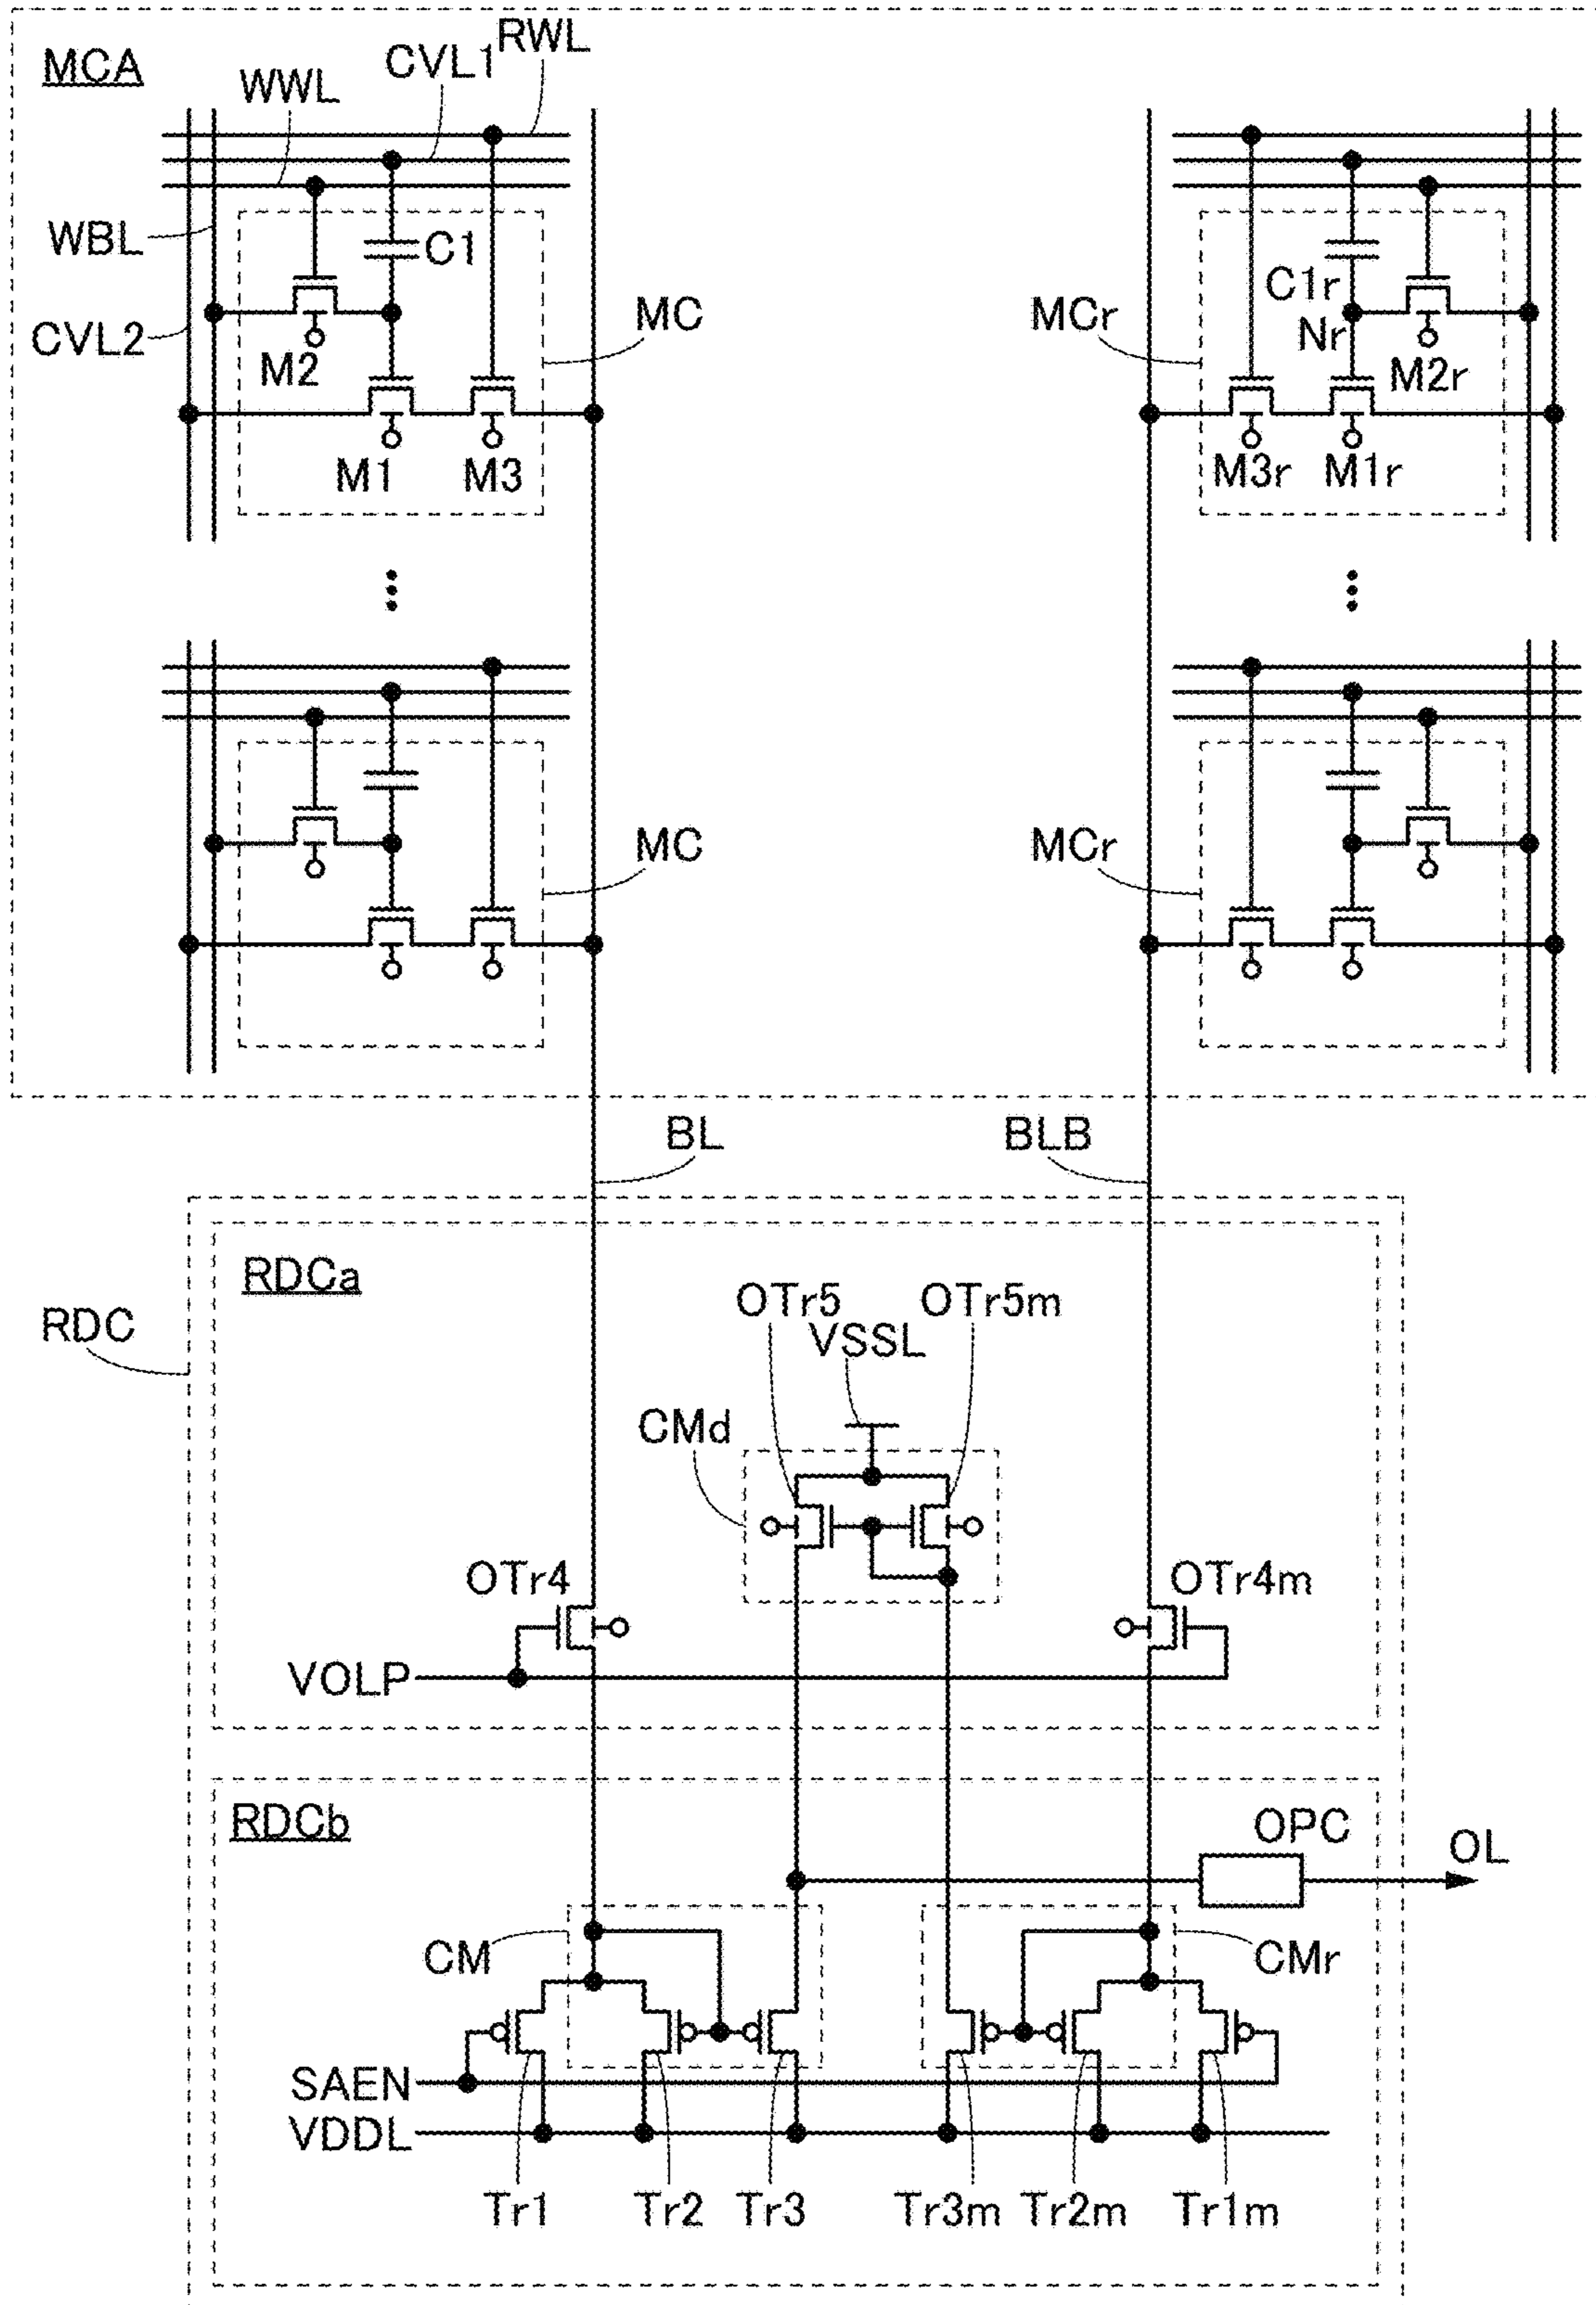 RWL
CVL1
MCA
WWL
WBL
C1
CVL2
MC
MCr
C1r
Nr
M2
M2r
M1
M3
M3r
M1r
MC
MCr
BL
BLB
RDCa
OTr5
OTr5m
RDC
VSSL
CMd
OTr4
OTr4m
VOLP
RDCb
OPC
OL
CM
CMr
SAEN
VDDL
Tr1
Tr2
Tr3
Tr3m
Tr2m
Tr1m